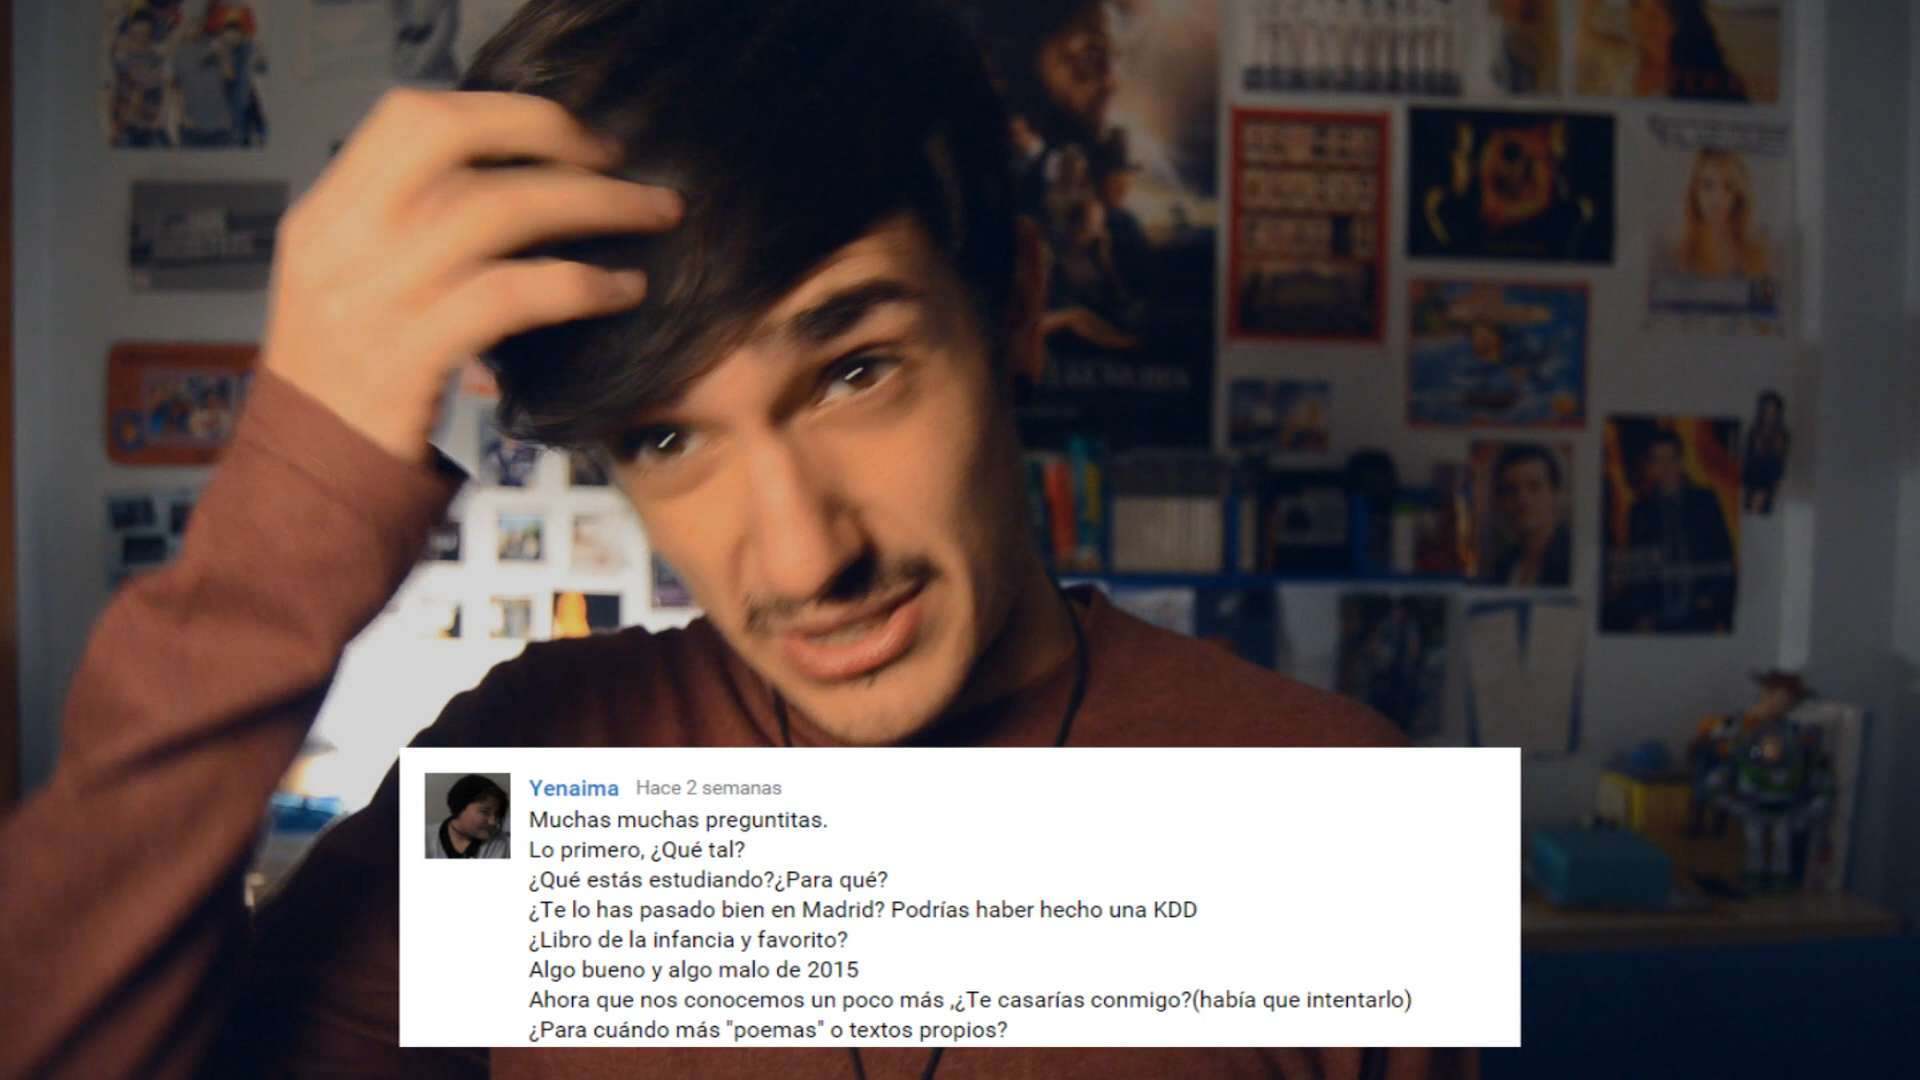 Yenaima Hace 2 semanas
Muchas muchas preguntitas.
Lo primero, ¿Qué tal?
¿Qué estás estudiando?¿Para qué?
¿Te lo has pasado bien en Madrid? Podrías haber hecho una KDD
¿Libro de la infancia y favorito?
Algo bueno y algo malo de 2015
Ahora que nos conocemos un poco más ,¿Te casarías conmigo?(había que intentarlo)
¿Para cuándo más "poemas" o textos propios?